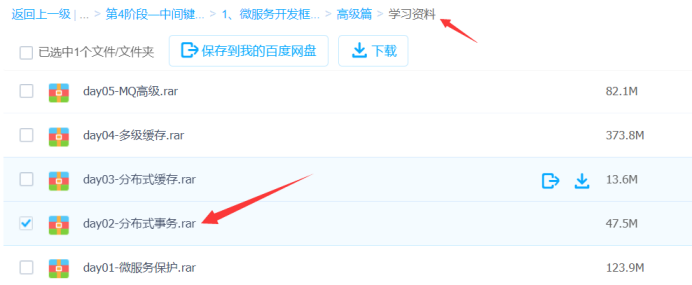 返回上一级 | ... > 第4阶段—中间键... > 1、微服务开发框... > 高级篇 > 学习资料
已选中1个文件/文件夹 保存到我的百度网盘 下载
day05-MQ高级.rar 82.1M
day04-多级缓存.rar 373.8M
day03-分布式缓存.rar 13.6M
day02-分布式事务.rar 47.5M
day01-微服务保护.rar 123.9M